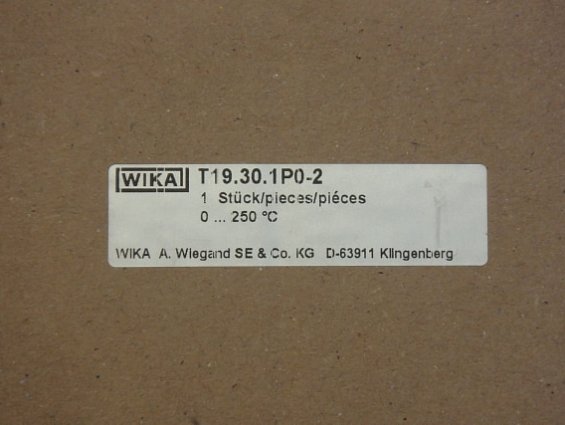 WIKA T19.30.1P0-2
1 Stück/pieces/piéces
0 ... 250 °C
WIKA A. Wiegand SE & Co. KG D-63911 Klingenberg